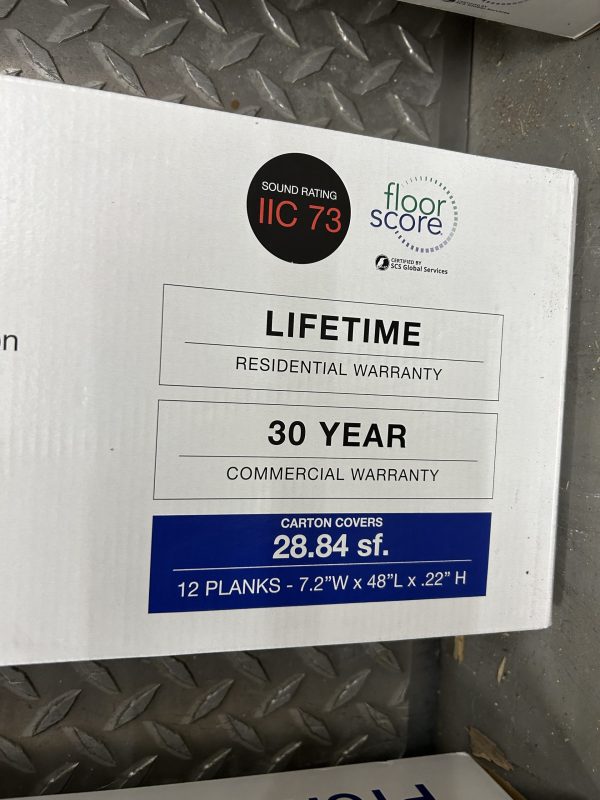 SOUND RATING
IIC 73
floor
score
CERTIFIED BY
SCS Global Services
LIFETIME
RESIDENTIAL WARRANTY
30 YEAR
COMMERCIAL WARRANTY
CARTON COVERS
28.84 sf.
12 PLANKS - 7.2”W x 48”L x .22” H